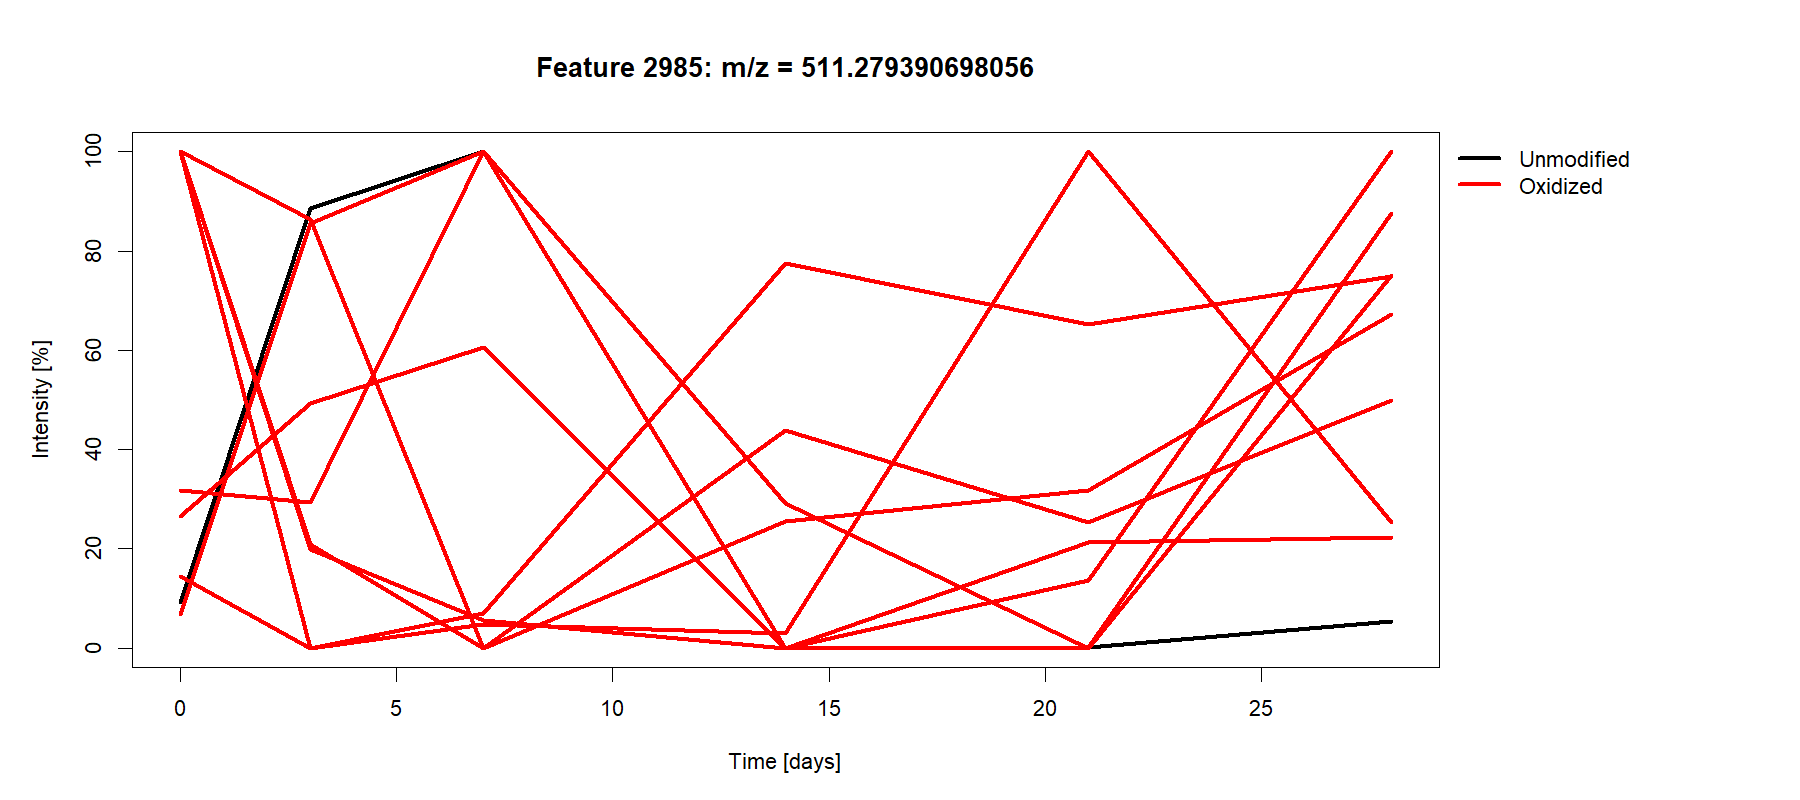 Feature 2985: m/z = 511.279390698056
Unmodified
Oxidized
100
80
60
40
20
0
Intensity [%]
0 5 10 15 20 25
Time [days]